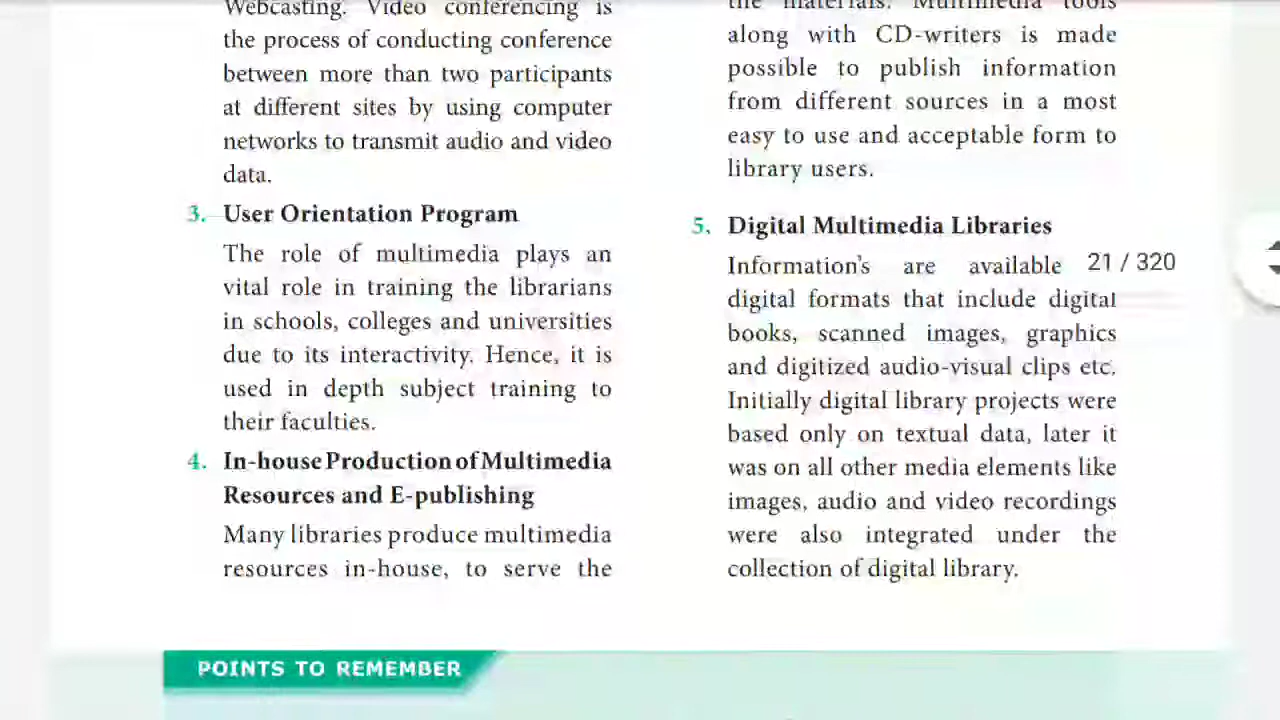 Webcasting. Video conferencing is
the process of conducting conference
between more than two participants
at different sites by using computer
networks to transmit audio and video
data.
3. User Orientation Program
The role of multimedia plays an
vital role in training the librarians
in schools, colleges and universities
due to its interactivity. Hence, it is
used in depth subject training to
their faculties.
4. In-house Production of Multimedia
Resources and E-publishing
Many libraries produce multimedia
resources in-house, to serve the
the materials. Multimedia tools
along with CD-writers is made
possible to publish information
from different sources in a most
easy to use and acceptable form to
library users.
5. Digital Multimedia Libraries
Information's are available
21 / 320
digital formats that include digital
books, scanned images, graphics
and digitized audio-visual clips etc.
Initially digital library projects were
based only on textual data, later it
was on all other media elements like
images, audio and video recordings
were also integrated under the
collection of digital library.
POINTS TO REMEMBER